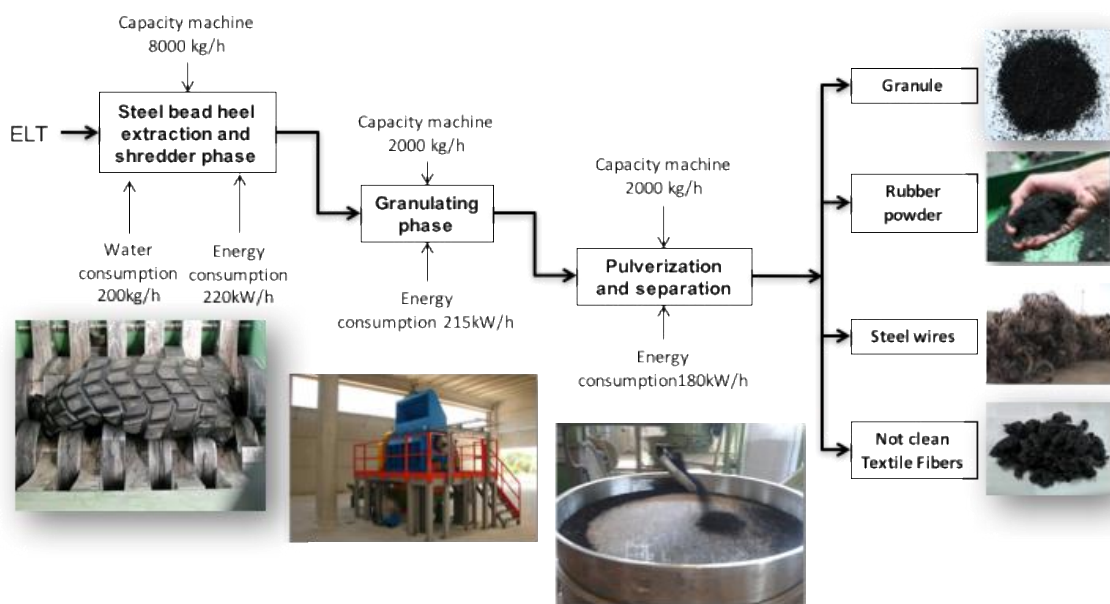 Capacity machine
8000 kg/h
ELT
Steel bead heel
extraction and
shredder phase
Water
consumption
200kg/h
Energy
consumption
220kW/h
Capacity machine
2000 kg/h
Granulating
phase
Energy
consumption 215kW/h
Capacity machine
2000 kg/h
Pulverization
and separation
Energy
consumption180kW/h
Granule
Rubber
powder
Steel wires
Not clean
Textile Fibers